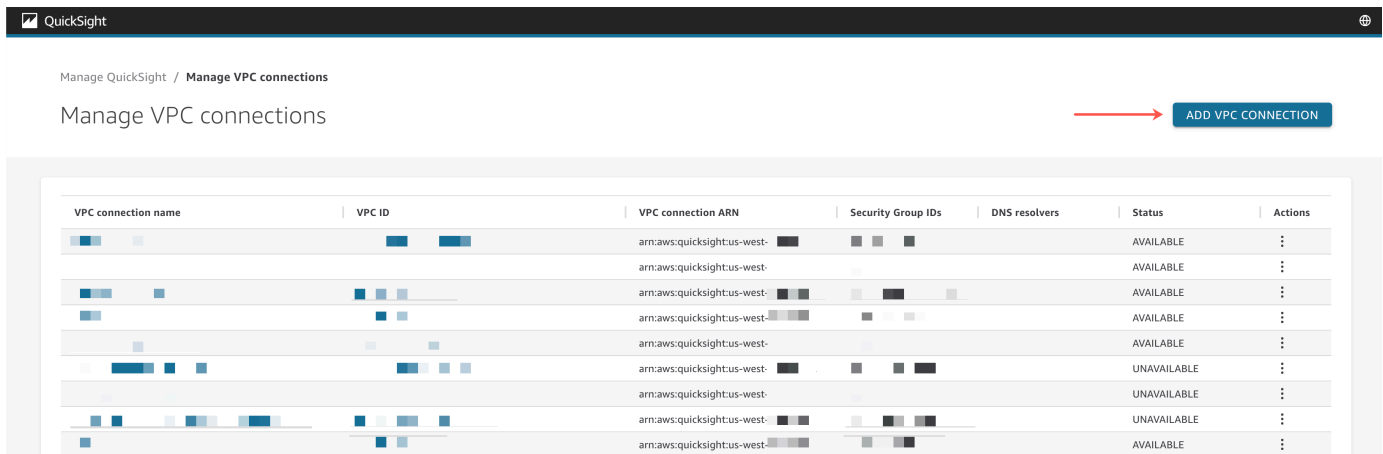 QuickSight
Manage QuickSight / Manage VPC connections
Manage VPC connections
ADD VPC CONNECTION
VPC connection name VPC ID VPC connection ARN Security Group IDs DNS resolvers Status Actions
arn:aws:quicksight:us-west- AVAILABLE
arn:aws:quicksight:us-west- AVAILABLE
arn:aws:quicksight:us-west- AVAILABLE
arn:aws:quicksight:us-west- AVAILABLE
arn:aws:quicksight:us-west- AVAILABLE
arn:aws:quicksight:us-west- UNAVAILABLE
arn:aws:quicksight:us-west- UNAVAILABLE
arn:aws:quicksight:us-west- UNAVAILABLE
arn:aws:quicksight:us-west- AVAILABLE